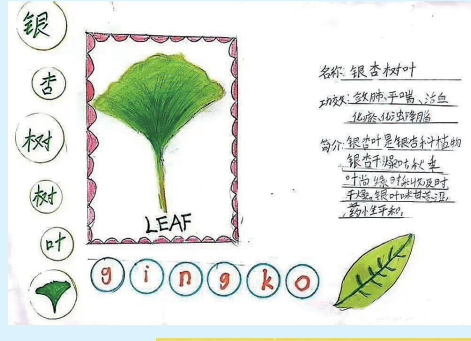 银
杏
树
树
叶
LEAF
gingko
名称: 银杏树叶
功效: 敛肺、平喘、活血
化瘀、化浊降脂
简介: 银杏叶是银杏科植物
银杏干燥叶秋季
叶尚绿时采收及时
干燥,银叶味甘苦涩,
药性平和,